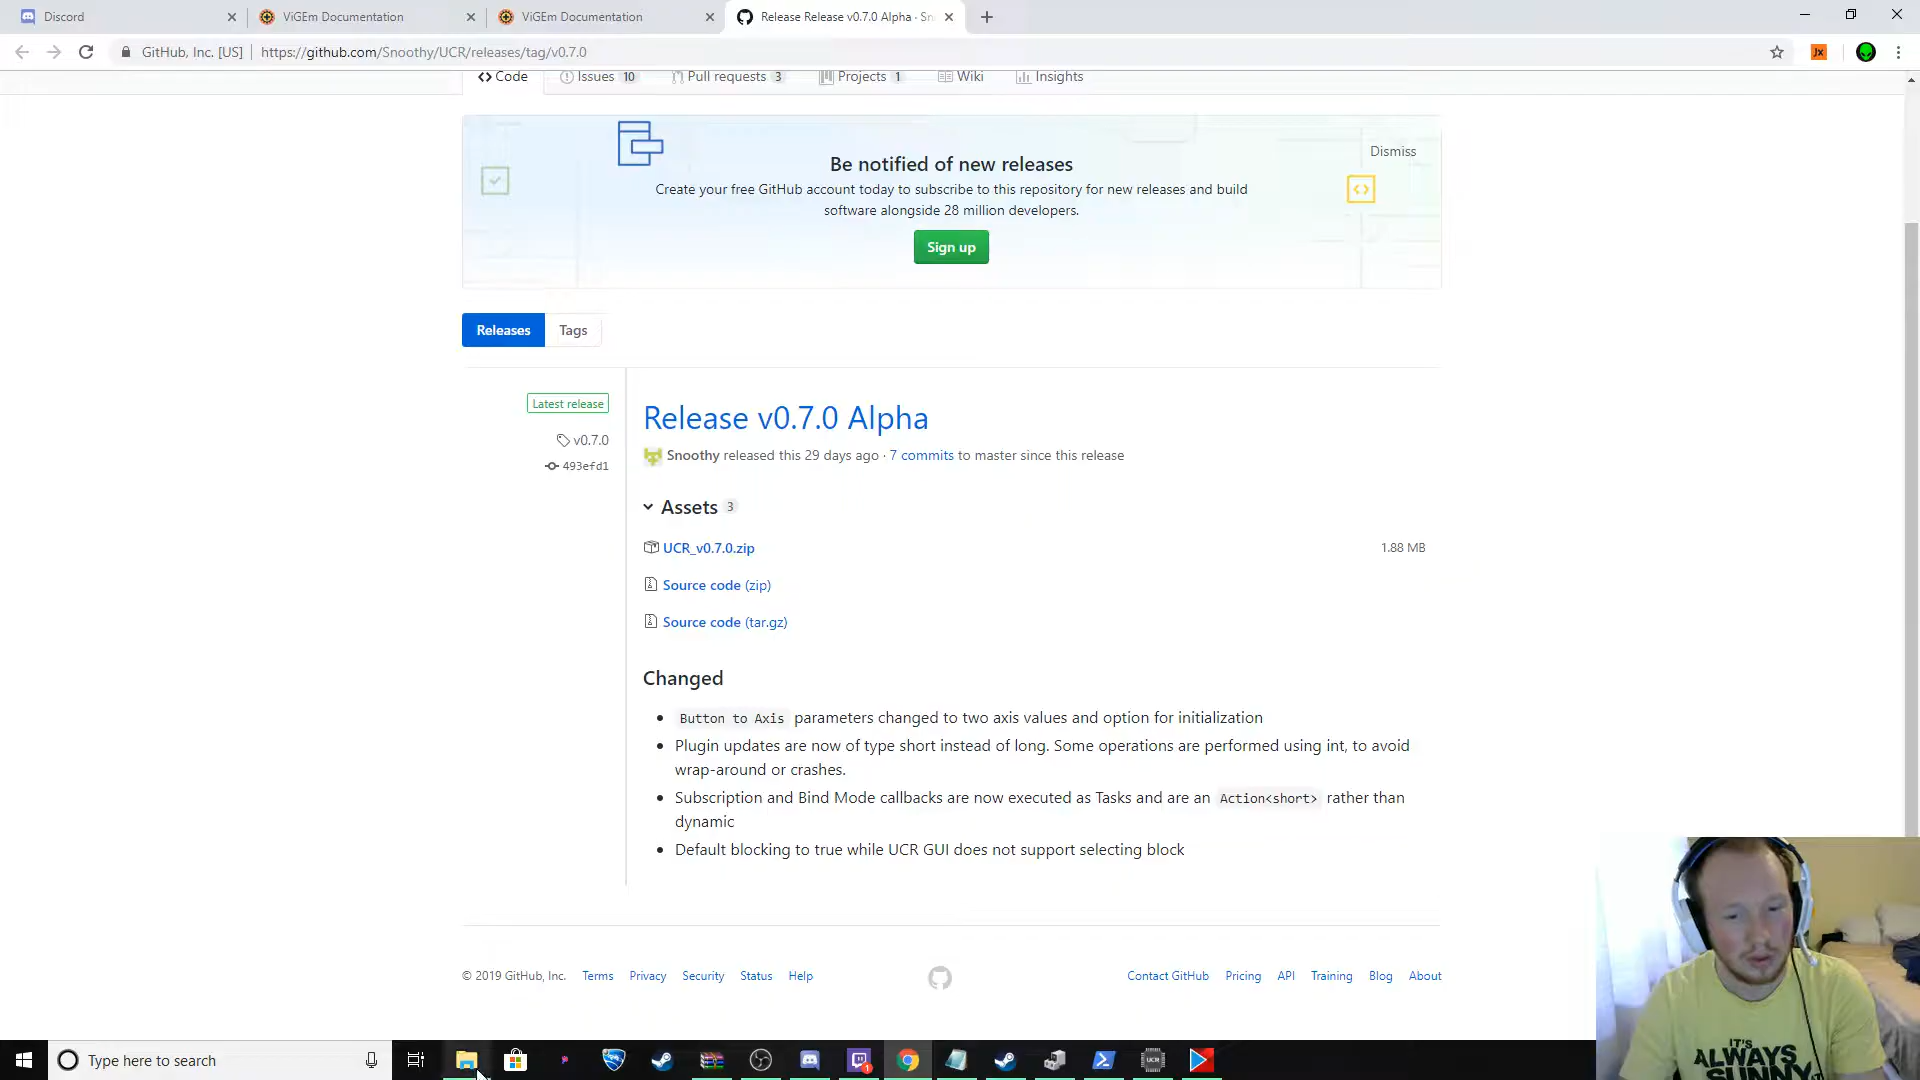 Discord
ViGEm Documentation
ViGEm Documentation
Release Release v0.7.0 Alpha · Sn
GitHub, Inc. [US]
https://github.com/Snoothy/UCR/releases/tag/v0.7.0
Jx
Code
Issues 10
Pull requests 3
Projects 1
Wiki
Insights
Be notified of new releases
Dismiss
Create your free GitHub account today to subscribe to this repository for new releases and build
software alongside 28 million developers.
Sign up
Releases
Tags
Latest release
v0.7.0
493efd1
Release v0.7.0 Alpha
Snoothy released this 29 days ago · 7 commits to master since this release
Assets 3
UCR_v0.7.0.zip
1.88 MB
Source code (zip)
Source code (tar.gz)
Changed
Button to Axis parameters changed to two axis values and option for initialization
Plugin updates are now of type short instead of long. Some operations are performed using int, to avoid
wrap-around or crashes.
Subscription and Bind Mode callbacks are now executed as Tasks and are an Action<short> rather than
dynamic
Default blocking to true while UCR GUI does not support selecting block
© 2019 GitHub, Inc.
Terms
Privacy
Security
Status
Help
Contact GitHub
Pricing
API
Training
Blog
About
Type here to search
1
UCR
IT'S
ALWAYS
SUNNY